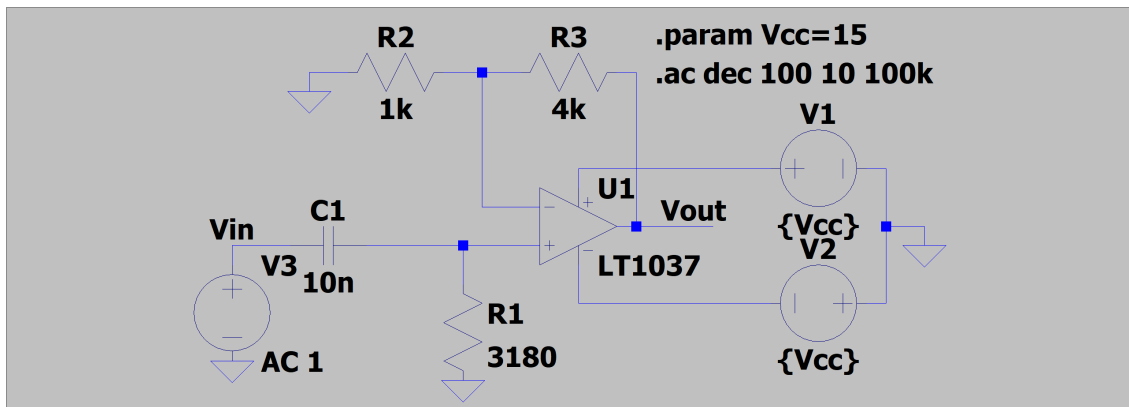 R2
R3
.param Vcc=15
.ac dec 100 10 100k
1k
4k
V1
U1
Vout
{Vcc}
V2
Vin
C1
V3
10n
LT1037
R1
3180
AC 1
{Vcc}